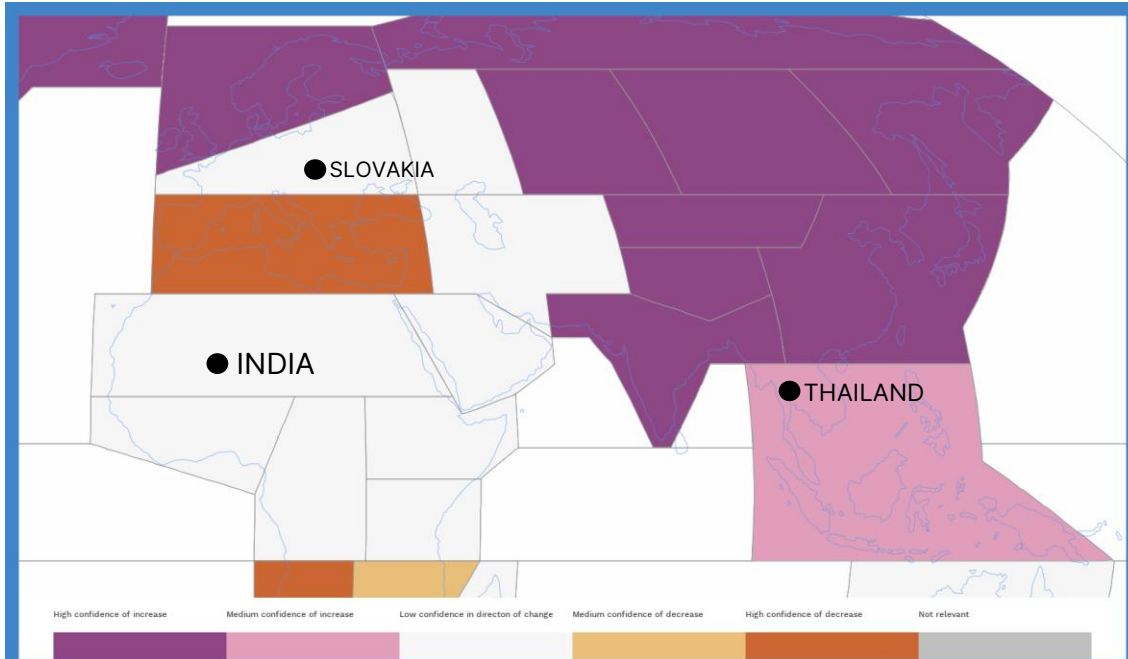 SLOVAKIA
INDIA
THAILAND
High confidence of increase
Medium confidence of increase
Low confidence in directon of change
Medium confidence of decrease
High confidence of decrease
Not relevant